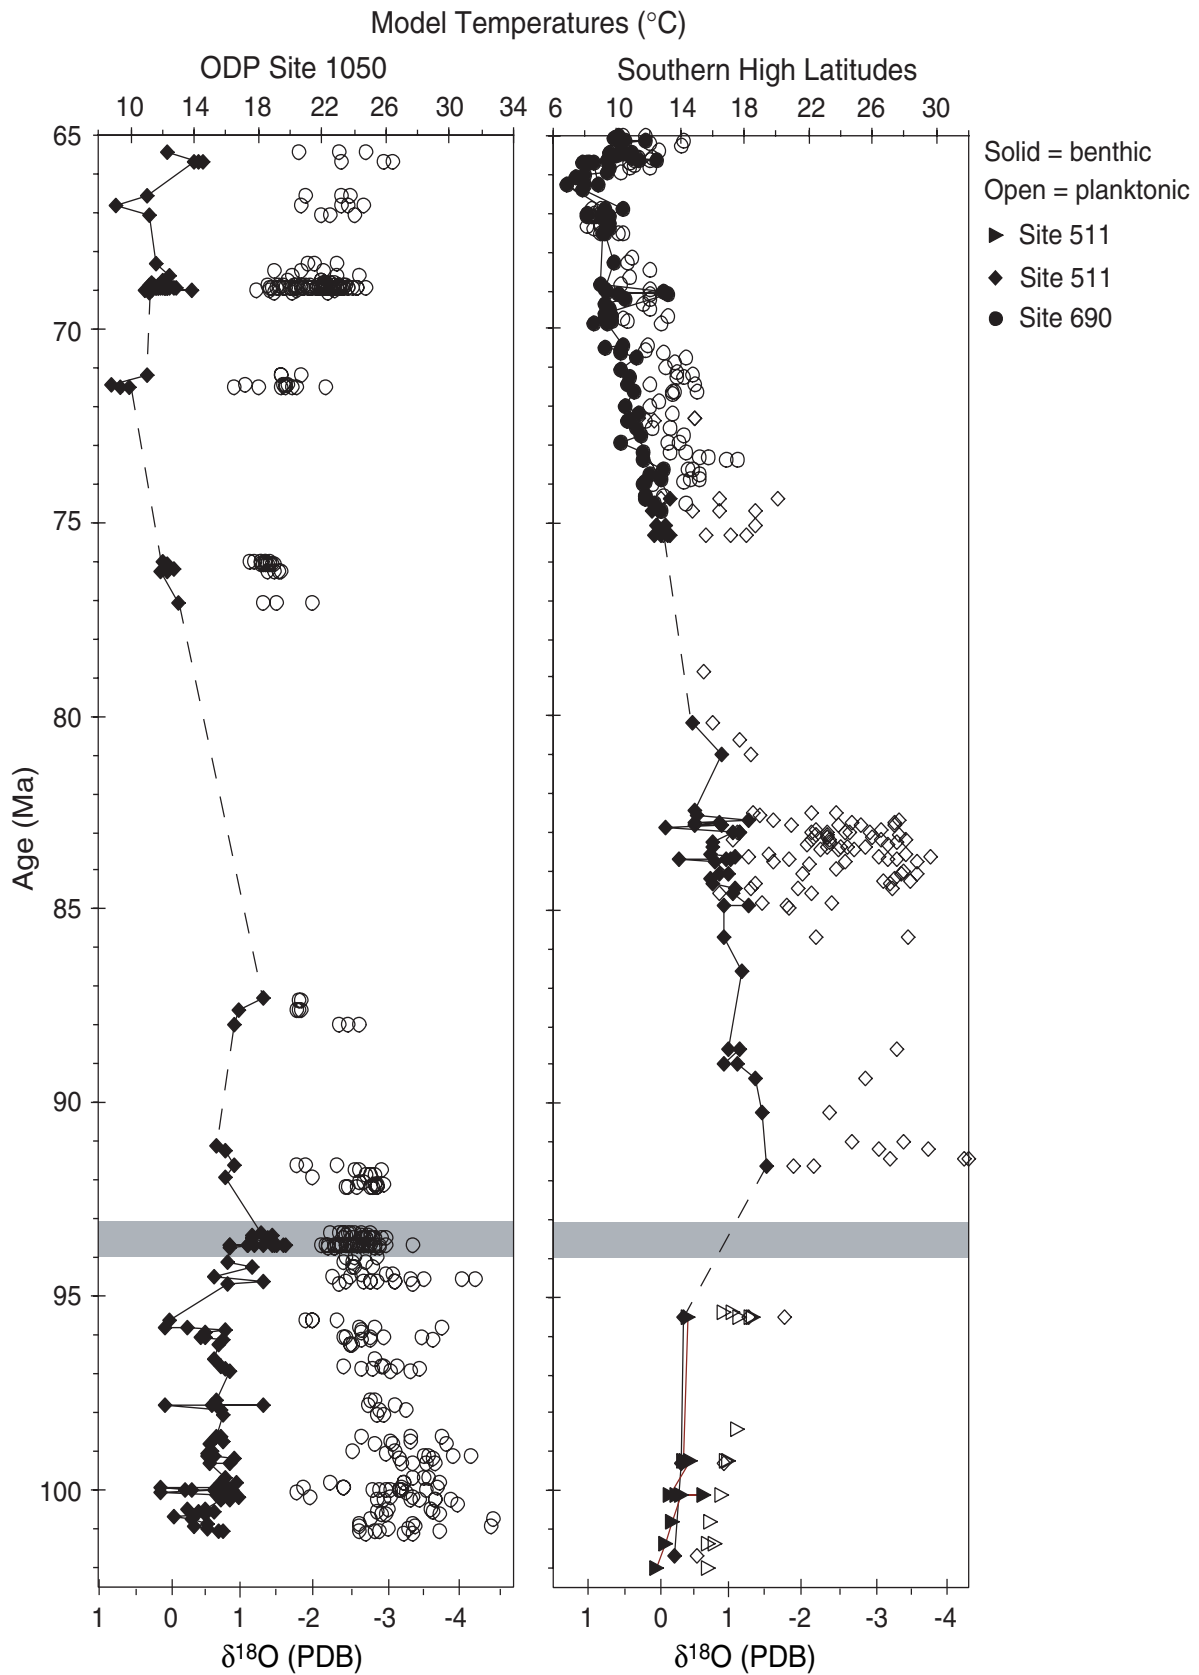 Model Temperatures (°C)
ODP Site 1050
10 14 18 22 26 30 34
Southern High Latitudes
6 10 14 18 22 26 30
Solid = benthic
Open = planktonic
Site 511
Site 511
Site 690
Age (Ma)
65
70
75
80
85
90
95
100
1 0 1 -2 -3 -4
δ18O (PDB)
1 0 1 -2 -3 -4
δ18O (PDB)